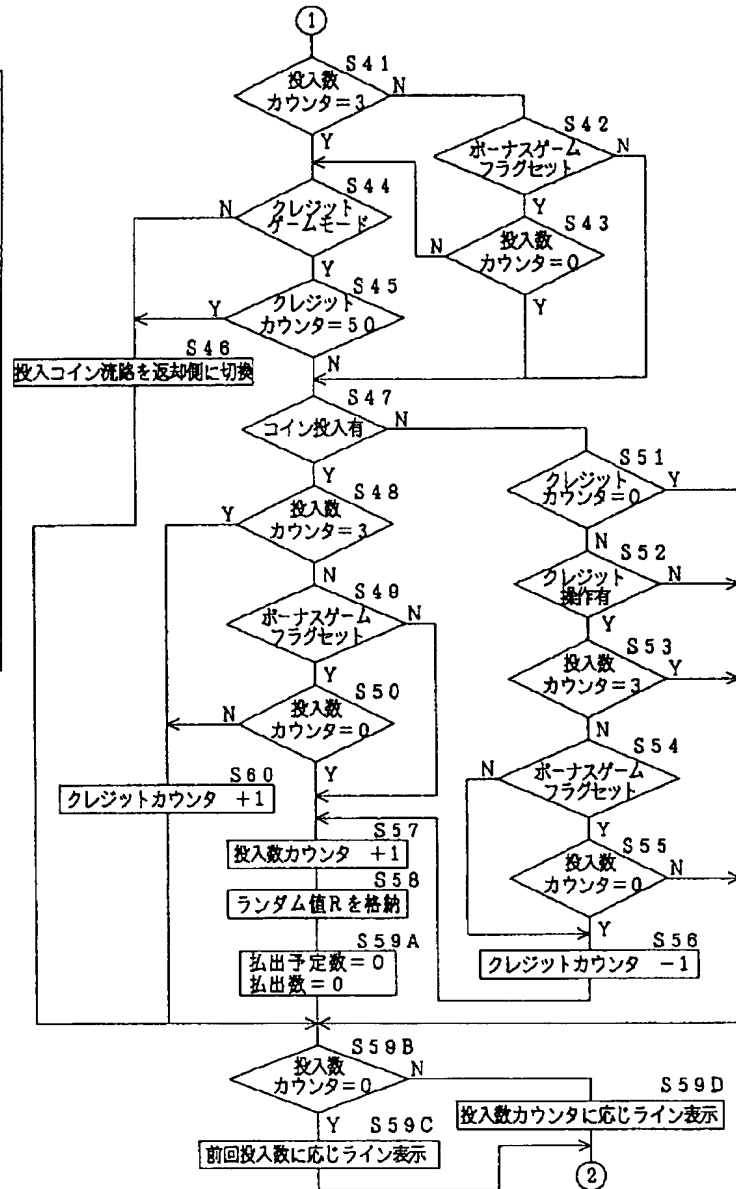 1
S41
投入数
カウンタ=3
N
Y
S42
ボーナスゲーム
フラグセット
N
Y
S43
投入数
カウンタ=0
N
Y
S44
クレジット
ゲームモード
N
Y
S45
クレジット
カウンタ=50
Y
N
S46
投入コイン流路を返却側に切換
S47
コイン投入有
N
Y
S48
投入数
カウンタ=3
Y
N
S49
ボーナスゲーム
フラグセット
N
Y
S50
投入数
カウンタ=0
N
Y
S60
クレジットカウンタ +1
S51
クレジット
カウンタ=0
Y
N
S52
クレジット
操作有
N
Y
S53
投入数
カウンタ=3
Y
N
S54
ボーナスゲーム
フラグセット
N
Y
S55
投入数
カウンタ=0
N
Y
S56
クレジットカウンタ -1
S57
投入数カウンタ +1
S58
ランダム値Rを格納
S59A
払出予定数=0
払出数=0
S59B
投入数
カウンタ=0
N
Y
S59C
前回投入数に応じライン表示
S59D
投入数カウンタに応じライン表示
2